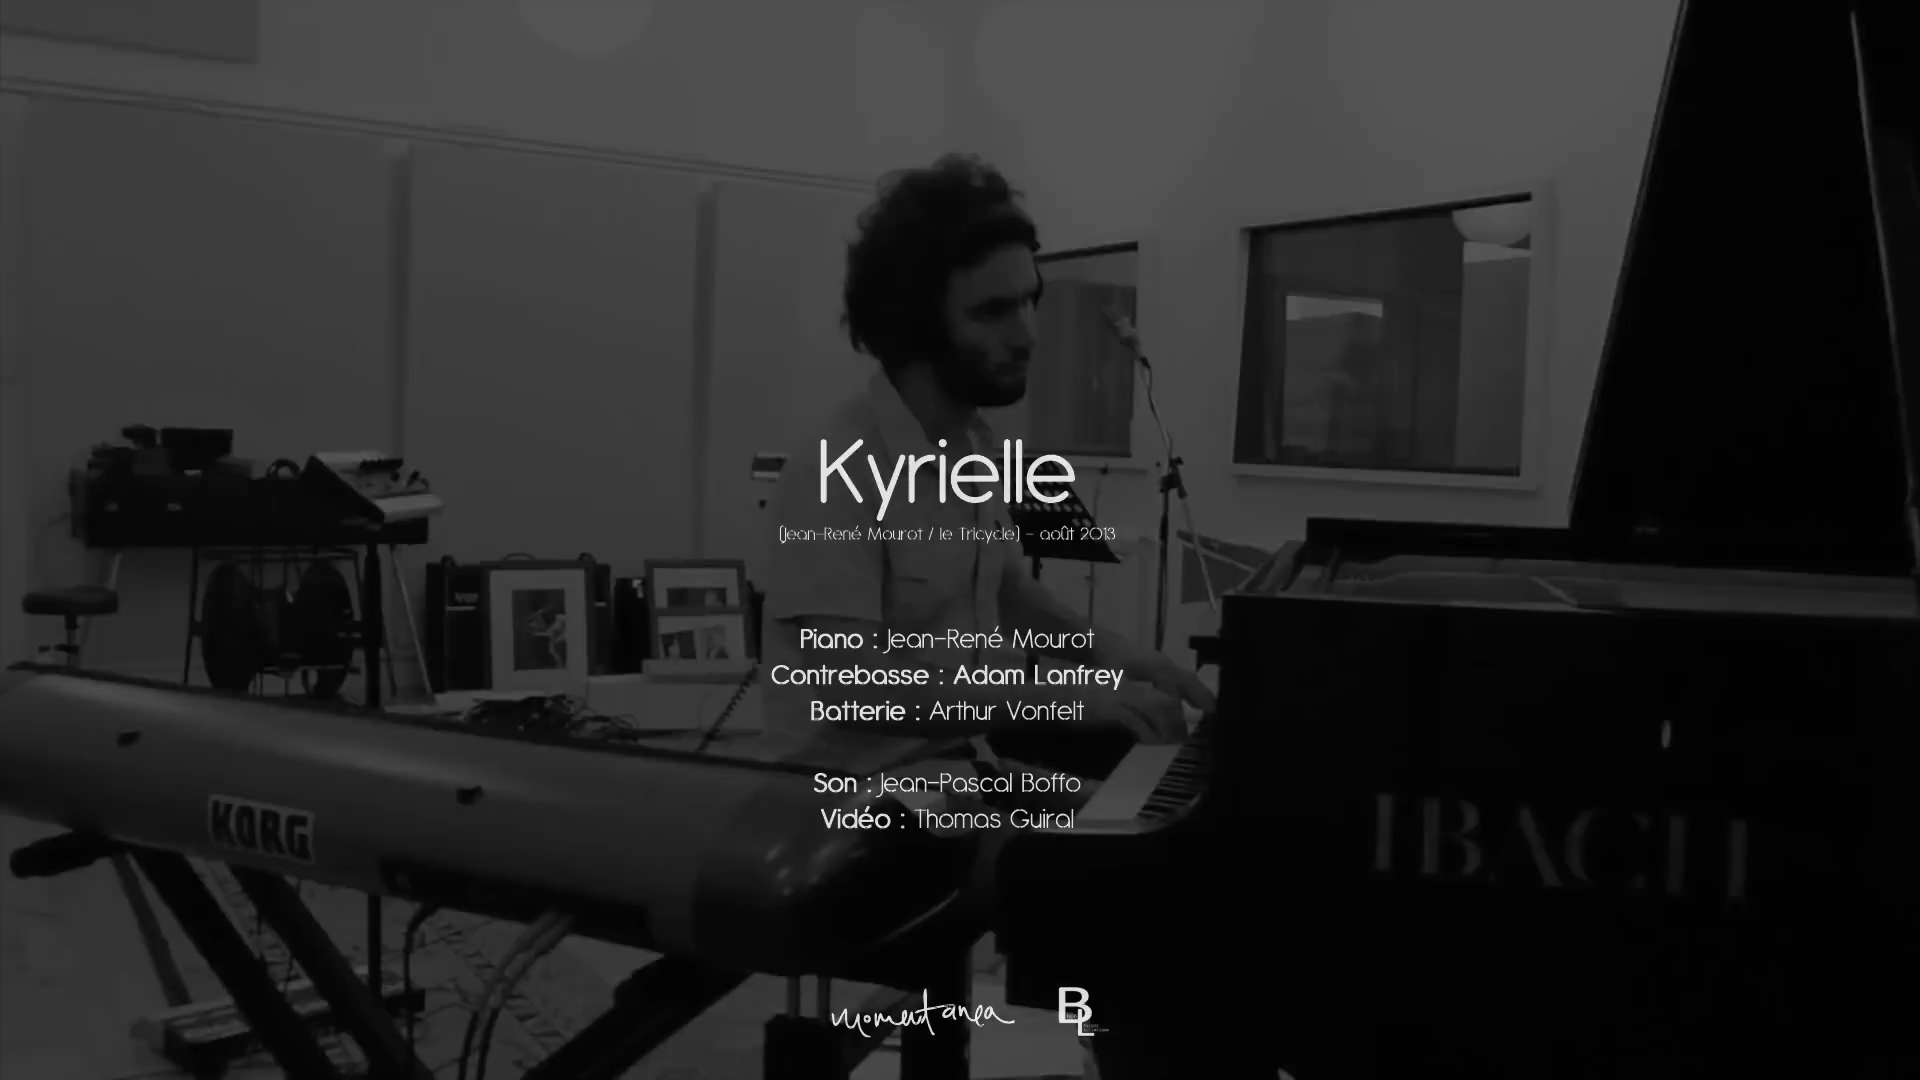 Kyrielle
(Jean-René Mourot / le Tricycle) - août 2013
Piano : Jean-René Mourot
Contrebasse : Adam Lanfrey
Batterie : Arthur Vonfelt
Son : Jean-Pascal Boffo
Vidéo : Thomas Guiral
KORG
IBACH
momentanea
BL